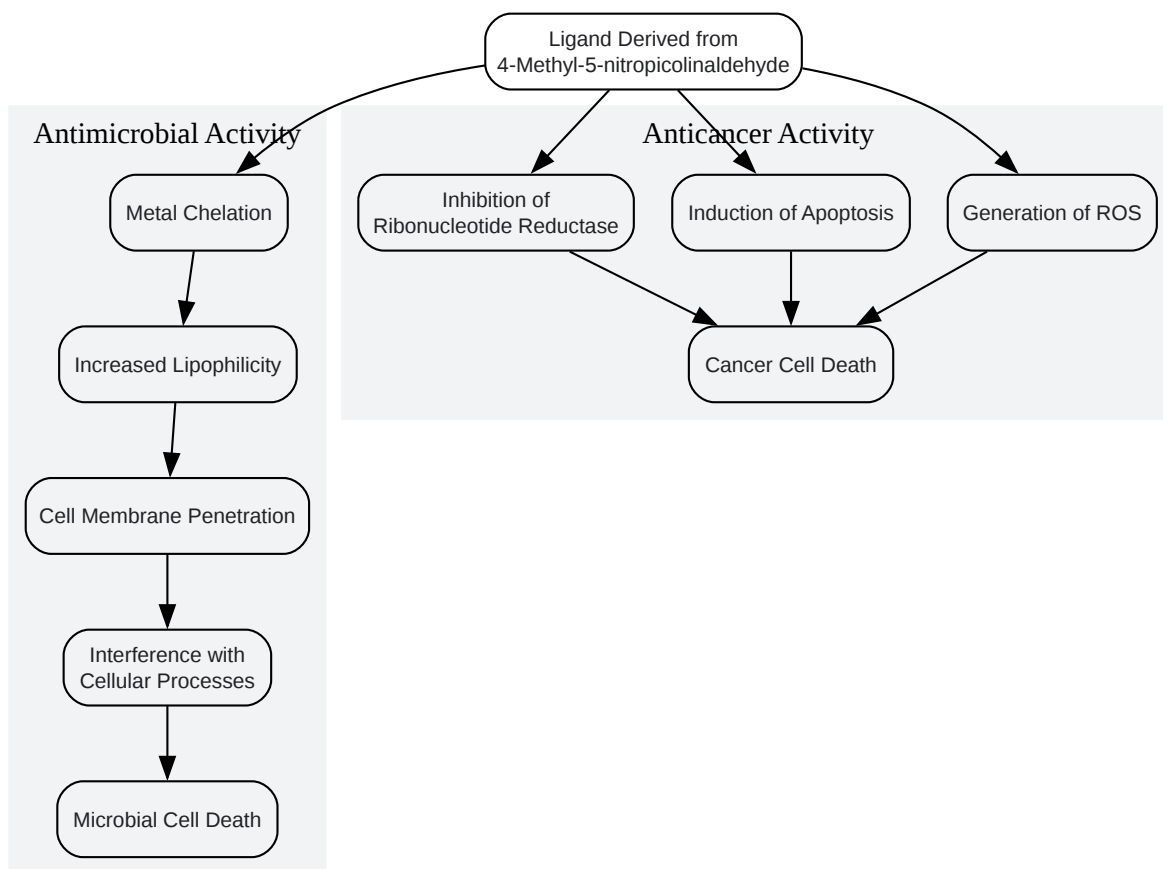 Ligand Derived from
4-Methyl-5-nitropicolinaldehyde
Antimicrobial Activity
Metal Chelation
Increased Lipophilicity
Cell Membrane Penetration
Interference with
Cellular Processes
Microbial Cell Death
Anticancer Activity
Inhibition of
Ribonucleotide Reductase
Induction of Apoptosis
Generation of ROS
Cancer Cell Death